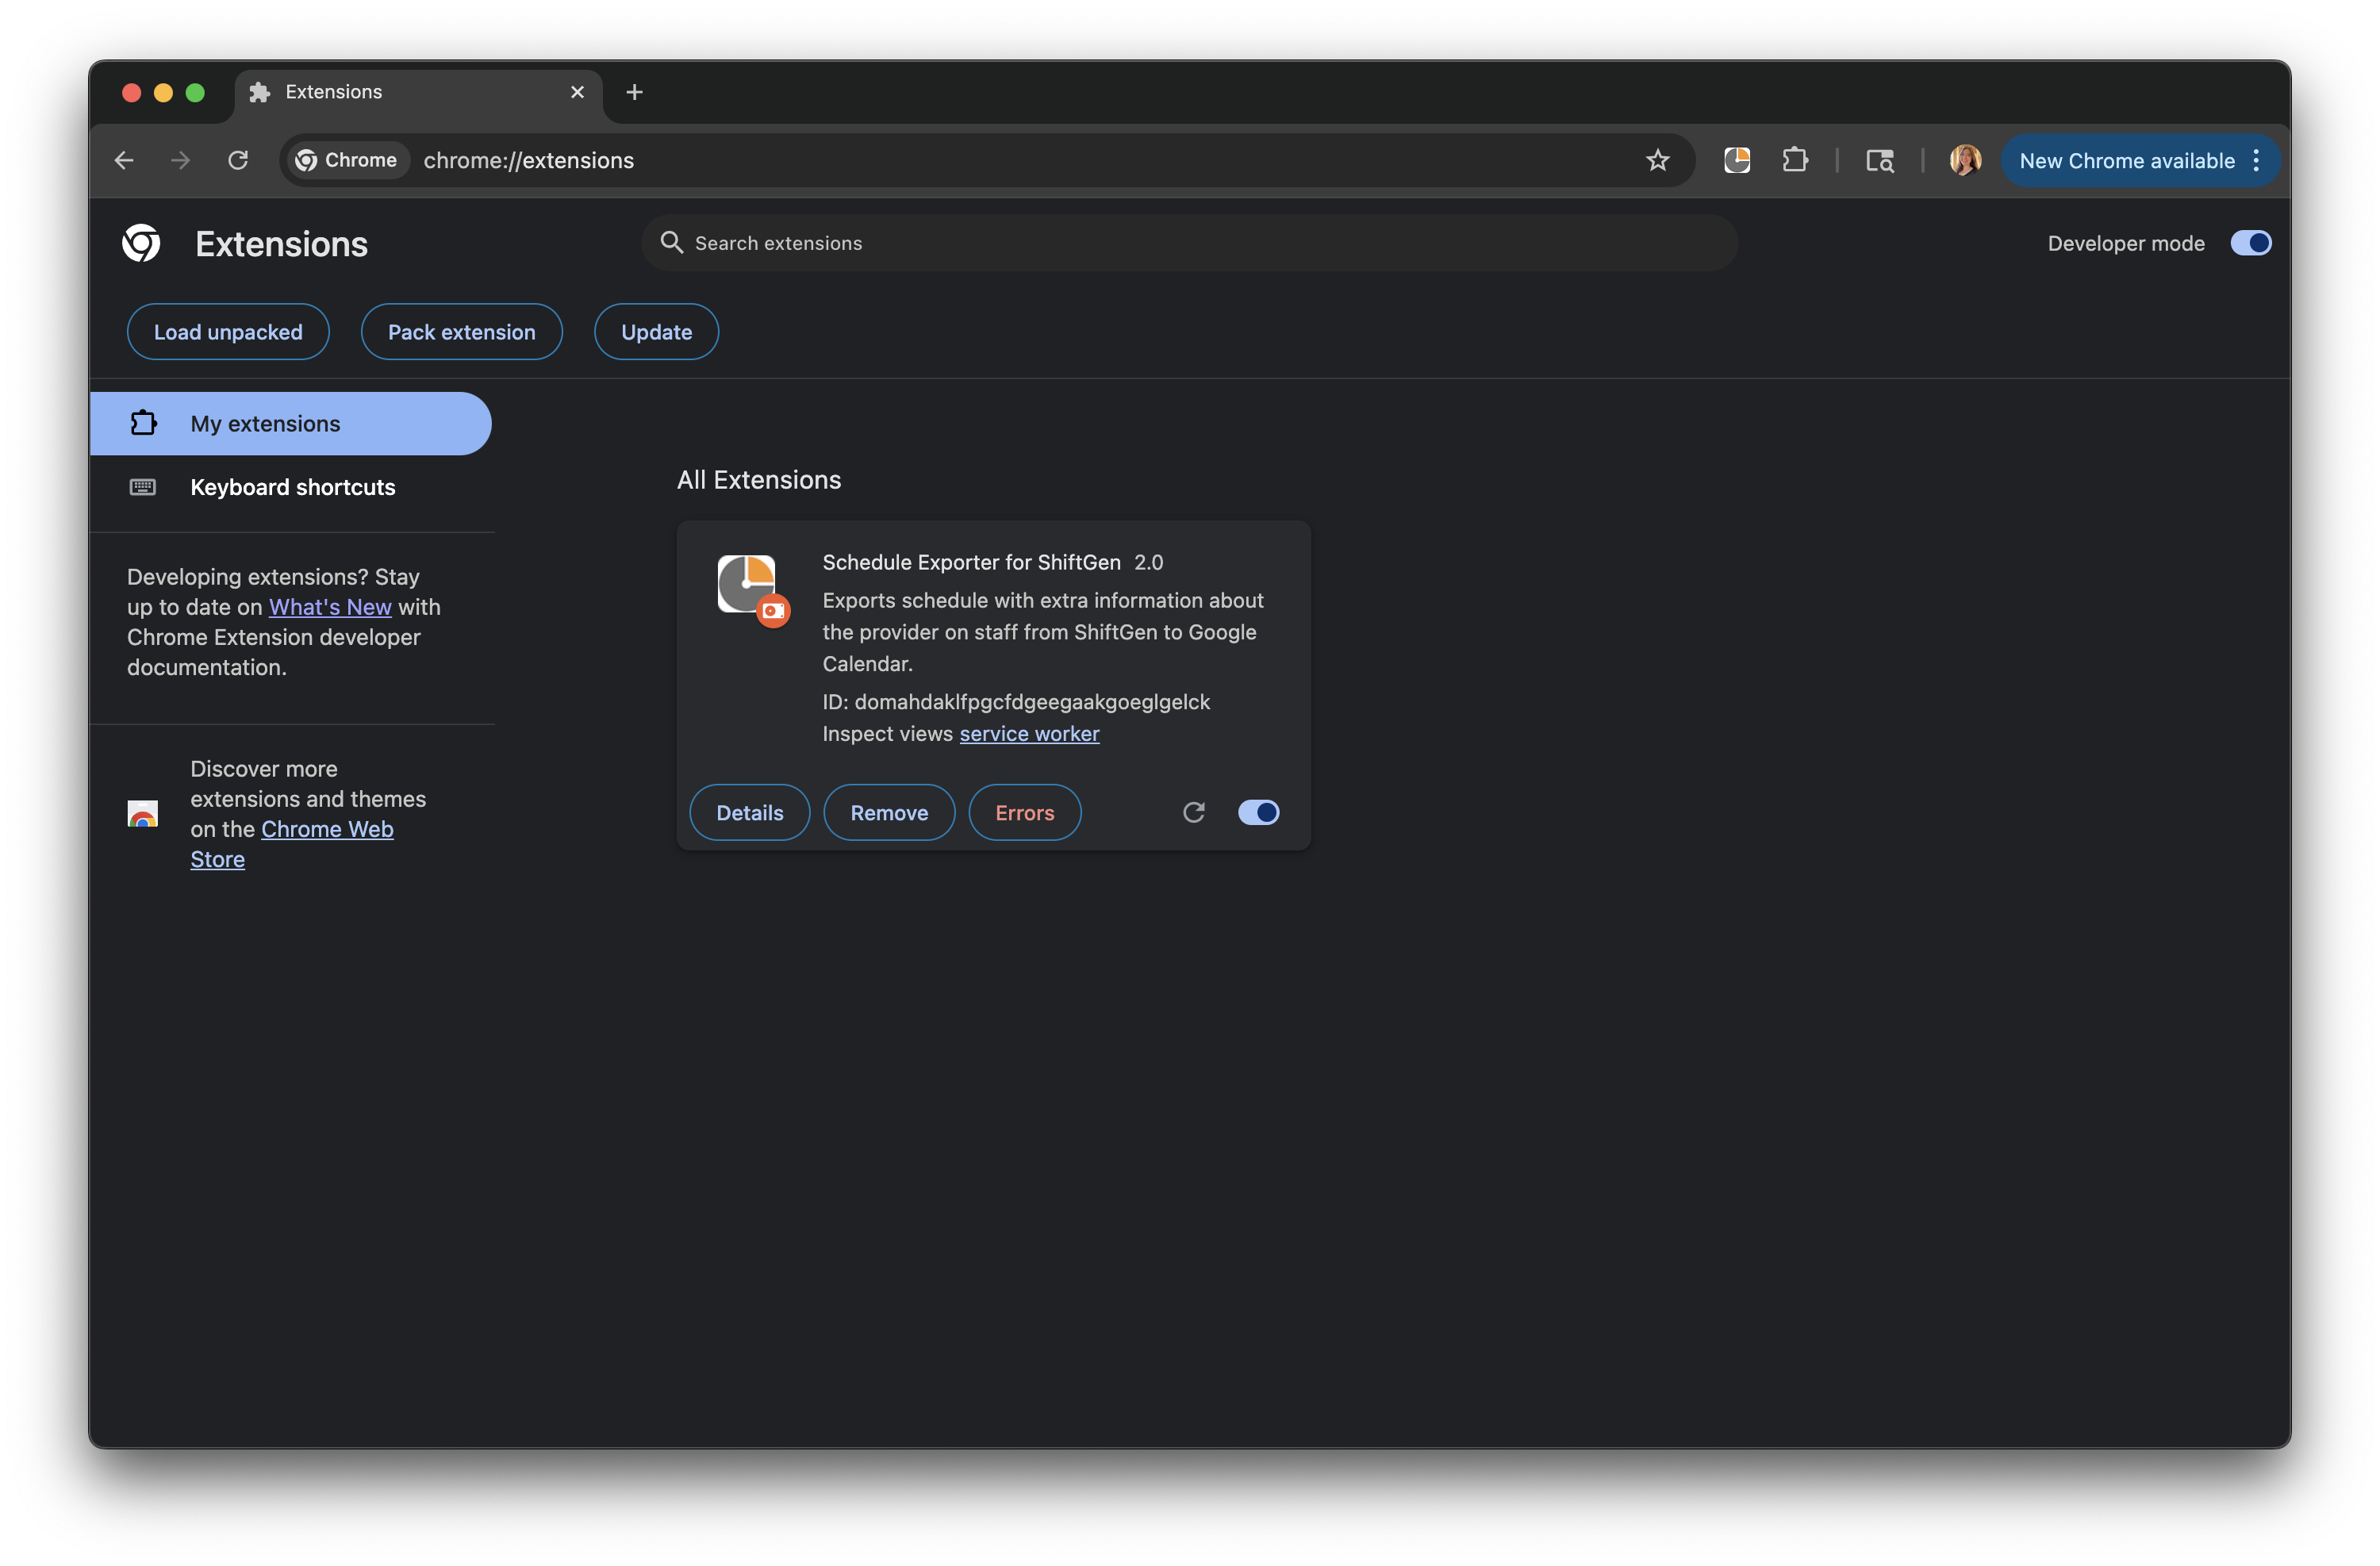 Extensions
Chrome
chrome://extensions
New Chrome available
Extensions
Search extensions
Developer mode
Load unpacked
Pack extension
Update
My extensions
Keyboard shortcuts
Developing extensions? Stay
up to date on What's New with
Chrome Extension developer
documentation.
Discover more
extensions and themes
on the Chrome Web
Store
All Extensions
Schedule Exporter for ShiftGen 2.0
Exports schedule with extra information about
the provider on staff from ShiftGen to Google
Calendar.
ID: domahdaklfpgcfdgeegaakgoeglgelck
Inspect views service worker
Details
Remove
Errors